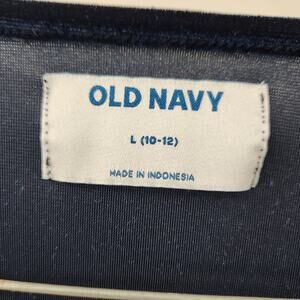 OLD NAVY
L (10-12)
MADE IN INDONESIA